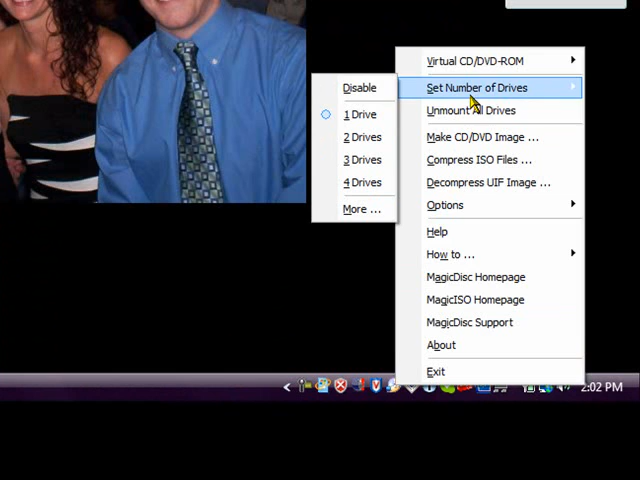 Virtual CD/DVD-ROM
Set Number of Drives
Unmount All Drives
Make CD/DVD Image ...
Compress ISO Files ...
Decompress UIF Image ...
Options
Help
How to ...
MagicDisc Homepage
MagicISO Homepage
MagicDisc Support
About
Exit
Disable
1 Drive
2 Drives
3 Drives
4 Drives
More ...
2:02 PM